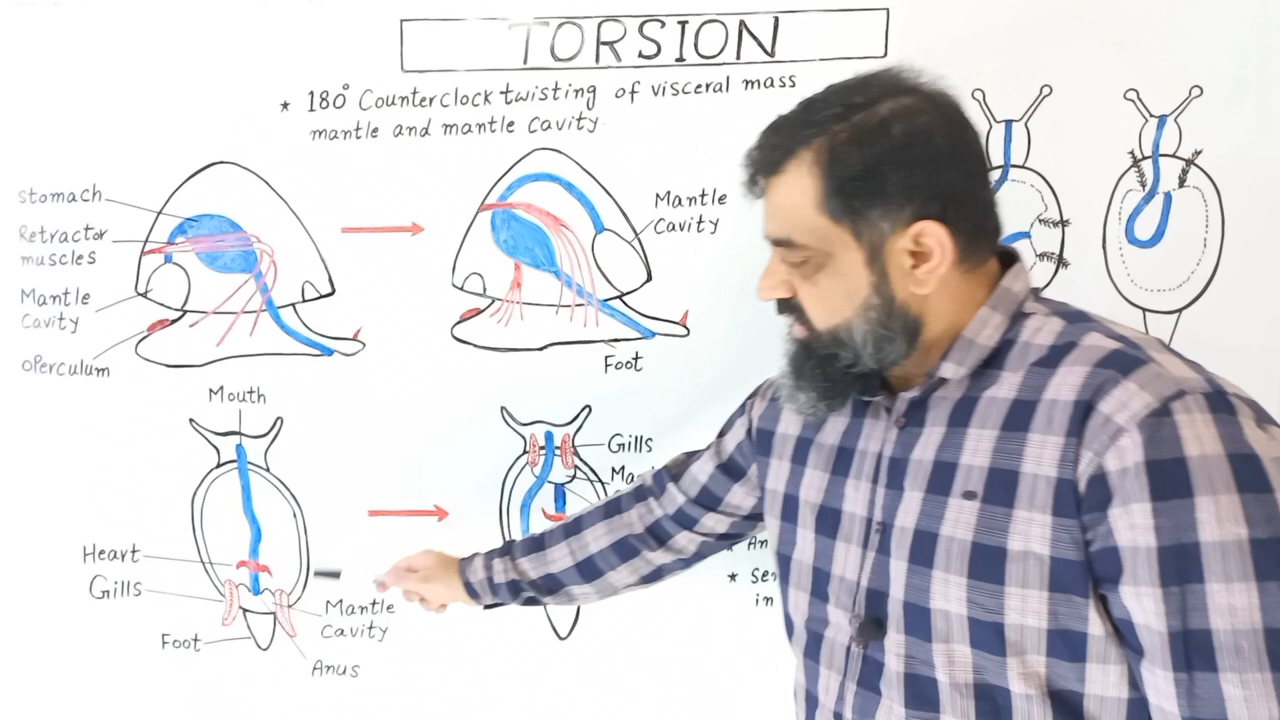 TORSION
* 180° Counterclock twisting of visceral mass
mantle and mantle cavity.
stomach
Retractor
muscles
Mantle
Cavity
operculum
Mantle
Cavity
Foot
Mouth
Heart
Gills
Foot
Mantle
Cavity
Anus
Gills